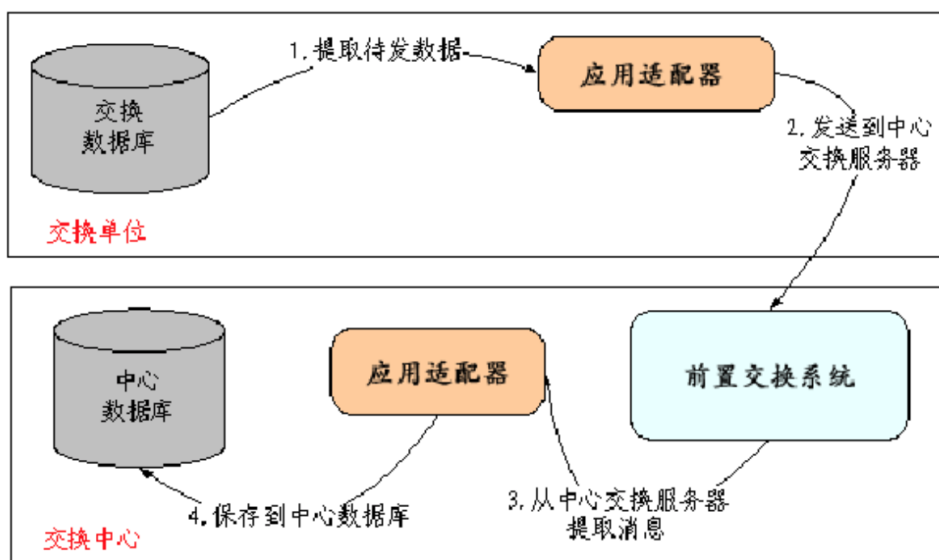 1.提取待发数据
应用适配器
交换
数据库
2.发送到中心
交换服务器
交换单位
中心
数据库
应用适配器
前置交换系统
3.从中心交换服务器
提取消息
4.保存到中心数据库
交换中心